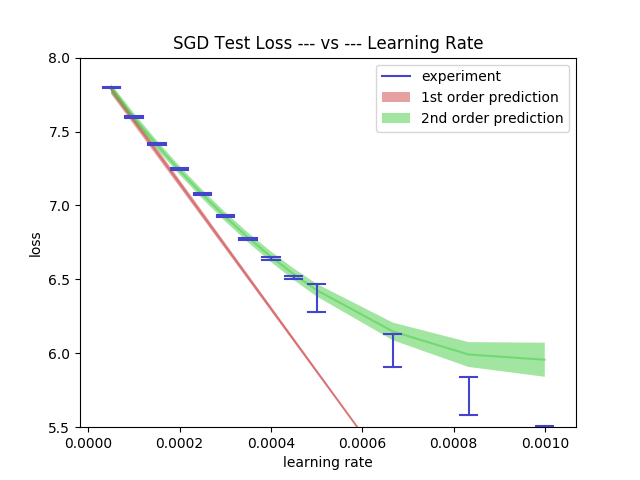 SGD Test Loss --- vs --- Learning Rate
experiment
1st order prediction
2nd order prediction
loss
8.0
7.5
7.0
6.5
6.0
5.5
0.0000 0.0002 0.0004 0.0006 0.0008 0.0010
learning rate